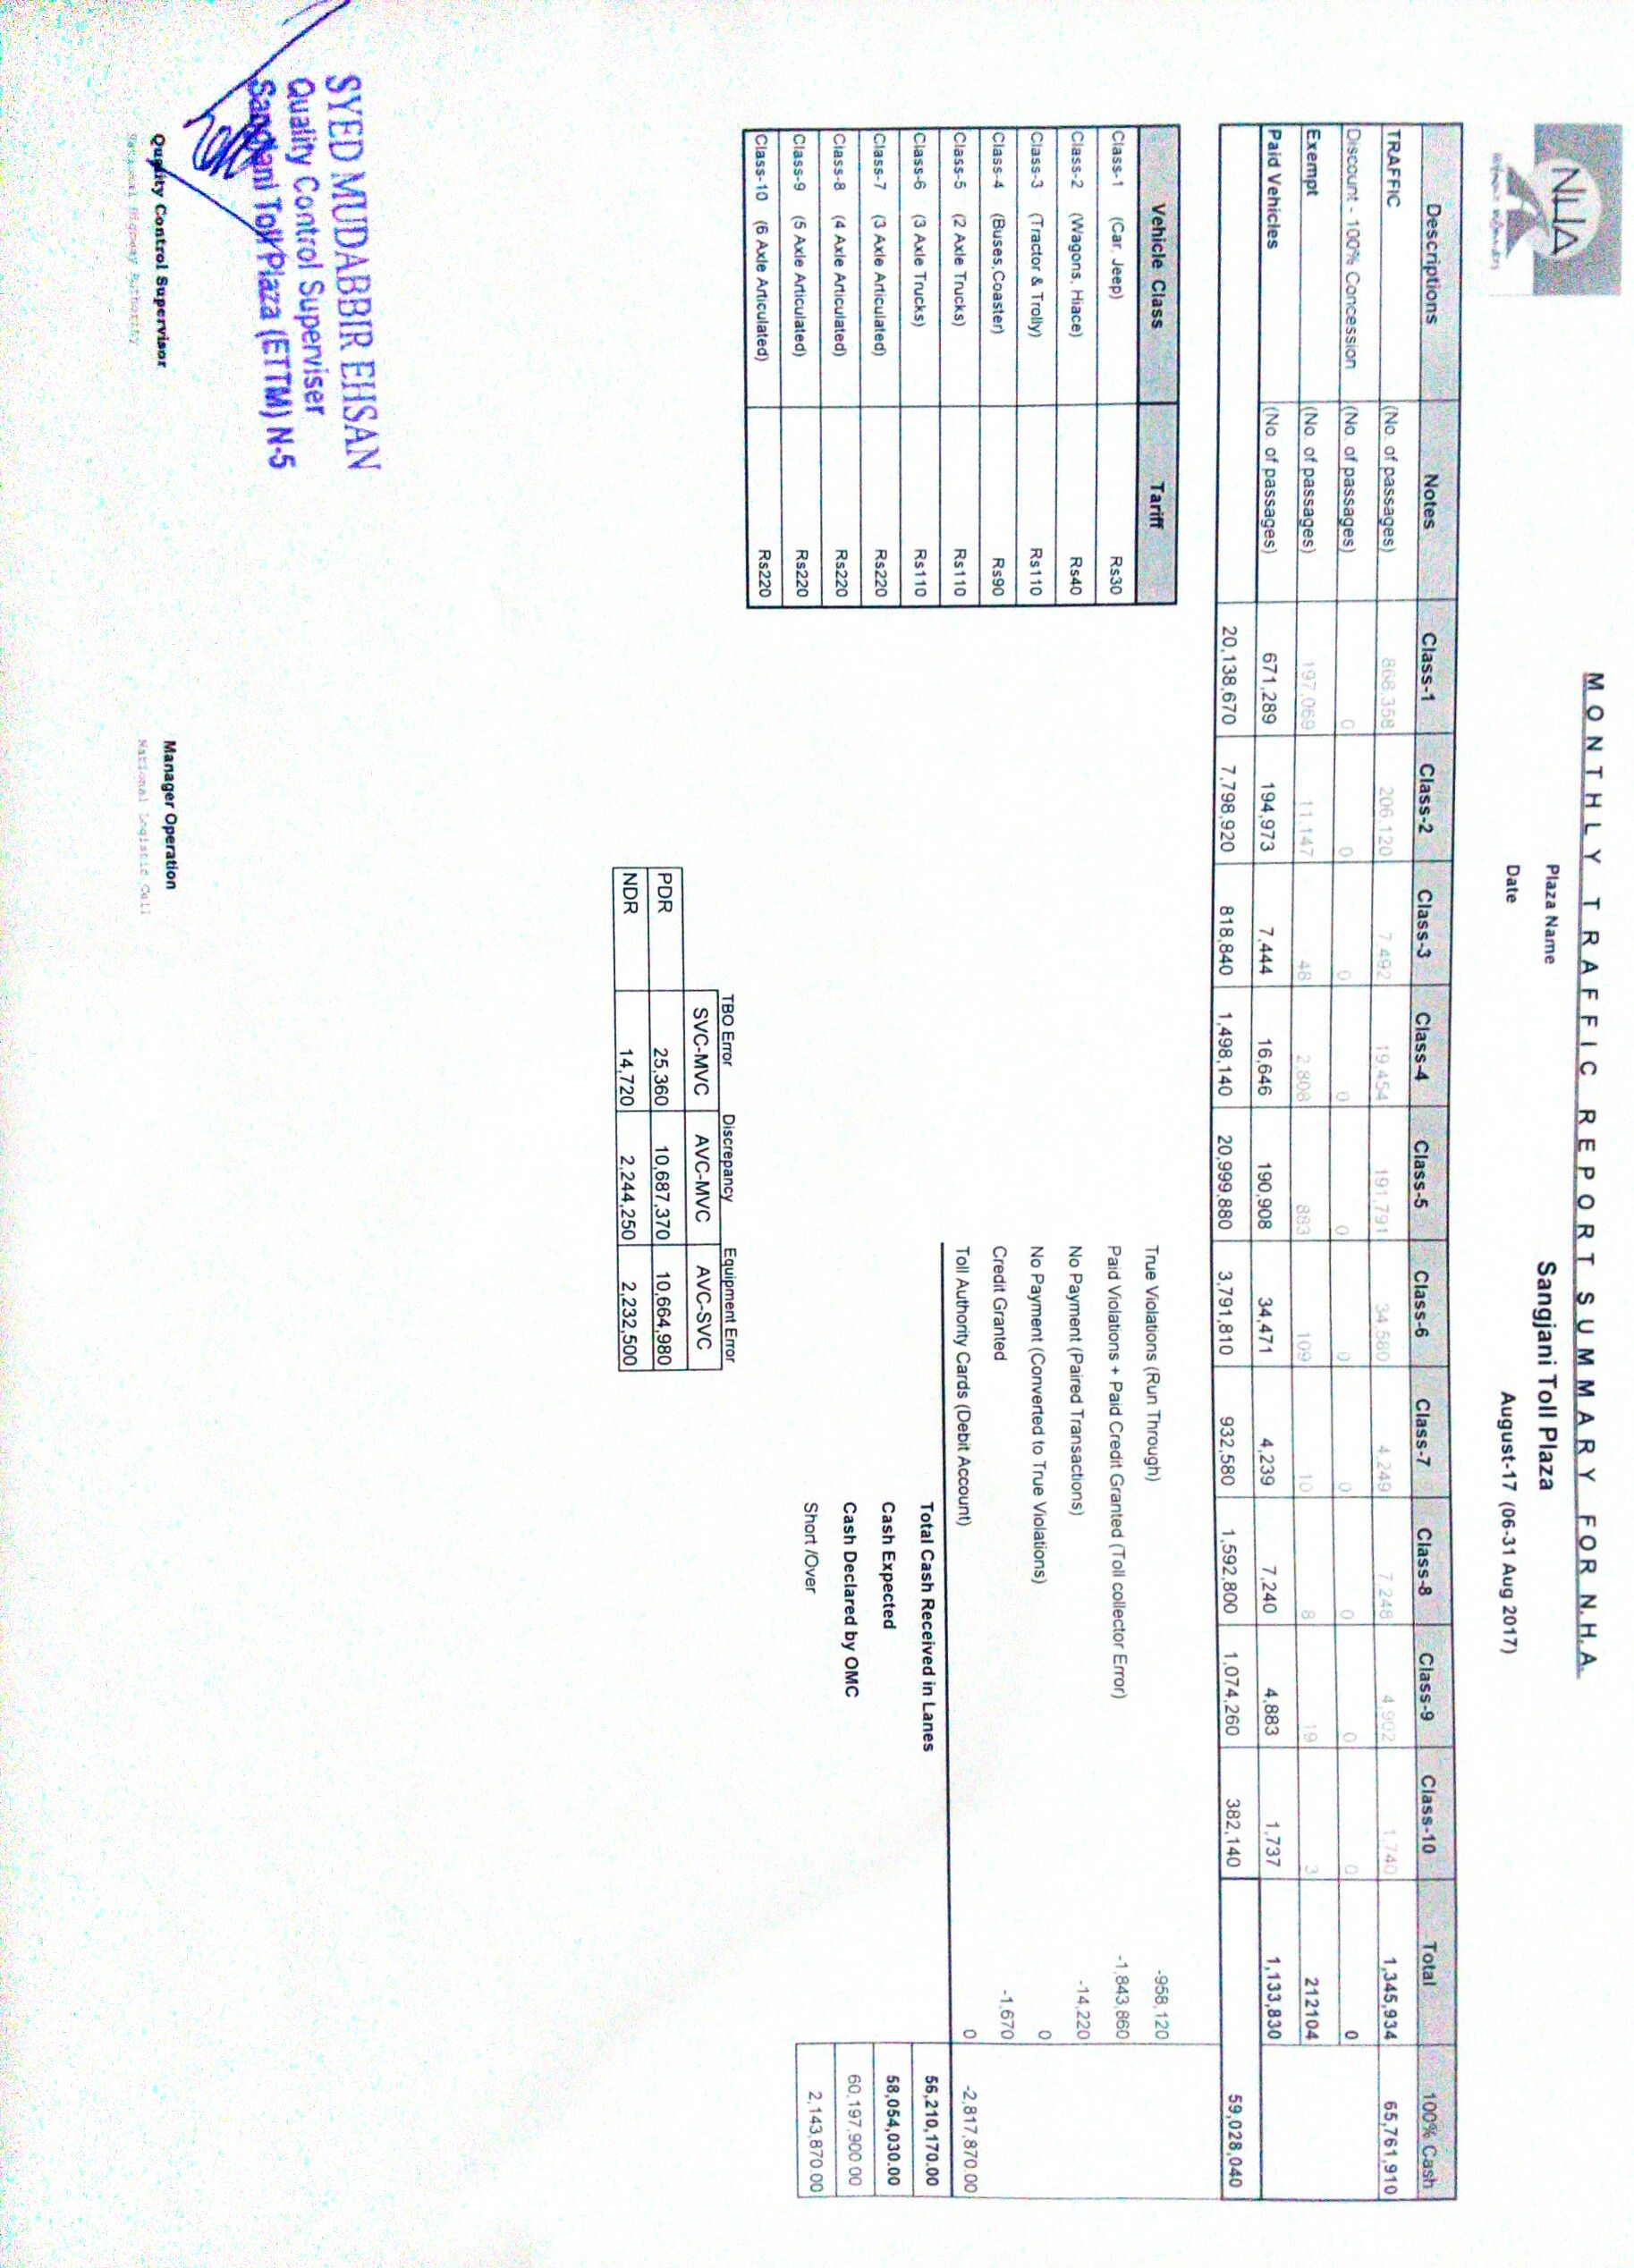 NHA
MONTHLY TRAFFIC REPORT SUMMARY FOR N.H.A.
Plaza Name Sangjani Toll Plaza
Date August-17 (06-31 Aug 2017)
Descriptions Notes Class-1 Class-2 Class-3 Class-4 Class-5 Class-6 Class-7 Class-8 Class-9 Class-10 Total 100% Cash
TRAFFIC (No. of passages) 868,358 206,120 7,492 19,454 191,791 34,580 4,249 7,248 4,902 1,740 1,345,934 65,761,910
Discount - 100% Concession (No. of passages) 0 0 0 0 0 0 0 0 0 0 0
Exempt (No. of passages) 197,069 11,147 48 2,808 883 109 10 8 19 3 212104
Paid Vehicles (No. of passages) 671,289 194,973 7,444 16,646 190,908 34,471 4,239 7,240 4,883 1,737 1,133,830
20,138,670 7,798,920 818,840 1,498,140 20,999,880 3,791,810 932,580 1,592,800 1,074,260 382,140 59,028,040
Vehicle Class Tariff
Class-1 (Car, Jeep) Rs30
Class-2 (Wagons, Hiace) Rs40
Class-3 (Tractor & Trolly) Rs110
Class-4 (Buses,Coaster) Rs90
Class-5 (2 Axle Trucks) Rs110
Class-6 (3 Axle Trucks) Rs110
Class-7 (3 Axle Articulated) Rs220
Class-8 (4 Axle Articulated) Rs220
Class-9 (5 Axle Articulated) Rs220
Class-10 (6 Axle Articulated) Rs220
True Violations (Run Through) -958,120
Paid Violations + Paid Credit Granted (Toll collector Error) -1,843,860
No Payment (Paired Transactions) -14,220
No Payment (Converted to True Violations) 0
Credit Granted -1,670
Toll Authority Cards (Debit Account) 0 -2,817,870.00
Total Cash Received in Lanes 56,210,170.00
Cash Expected 58,054,030.00
Cash Declared by OMC 60,197,900.00
Short /Over 2,143,870.00
TBO Error Discrepancy Equipment Error
SVC-MVC AVC-MVC AVC-SVC
PDR 25,360 10,687,370 10,664,980
NDR 14,720 2,244,250 2,232,500
SYED MUDABBIR EHSAN
Quality Control Superviser
Sangjani Toll Plaza (ETTM) N-5
Quality Control Supervisor
National Higway Authority
Manager Operation
National Logistic Cell